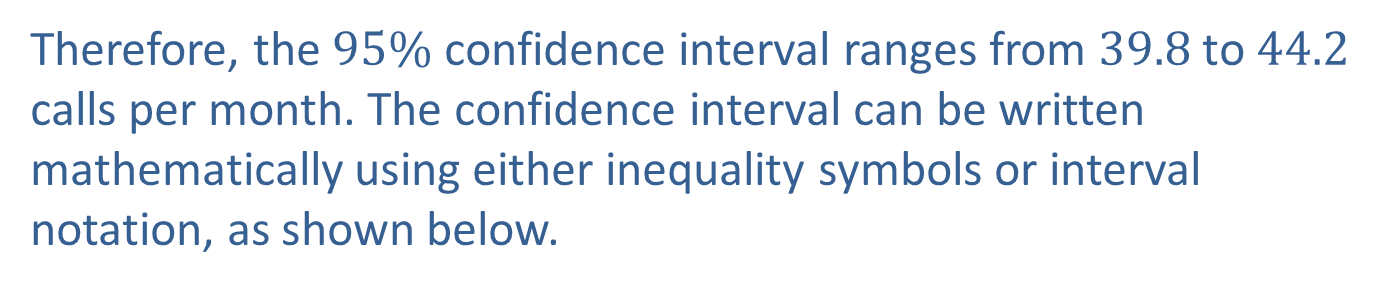 Therefore, the 95% confidence interval ranges from 39.8 to 44.2
calls per month. The confidence interval can be written
mathematically using either inequality symbols or interval
notation, as shown below.